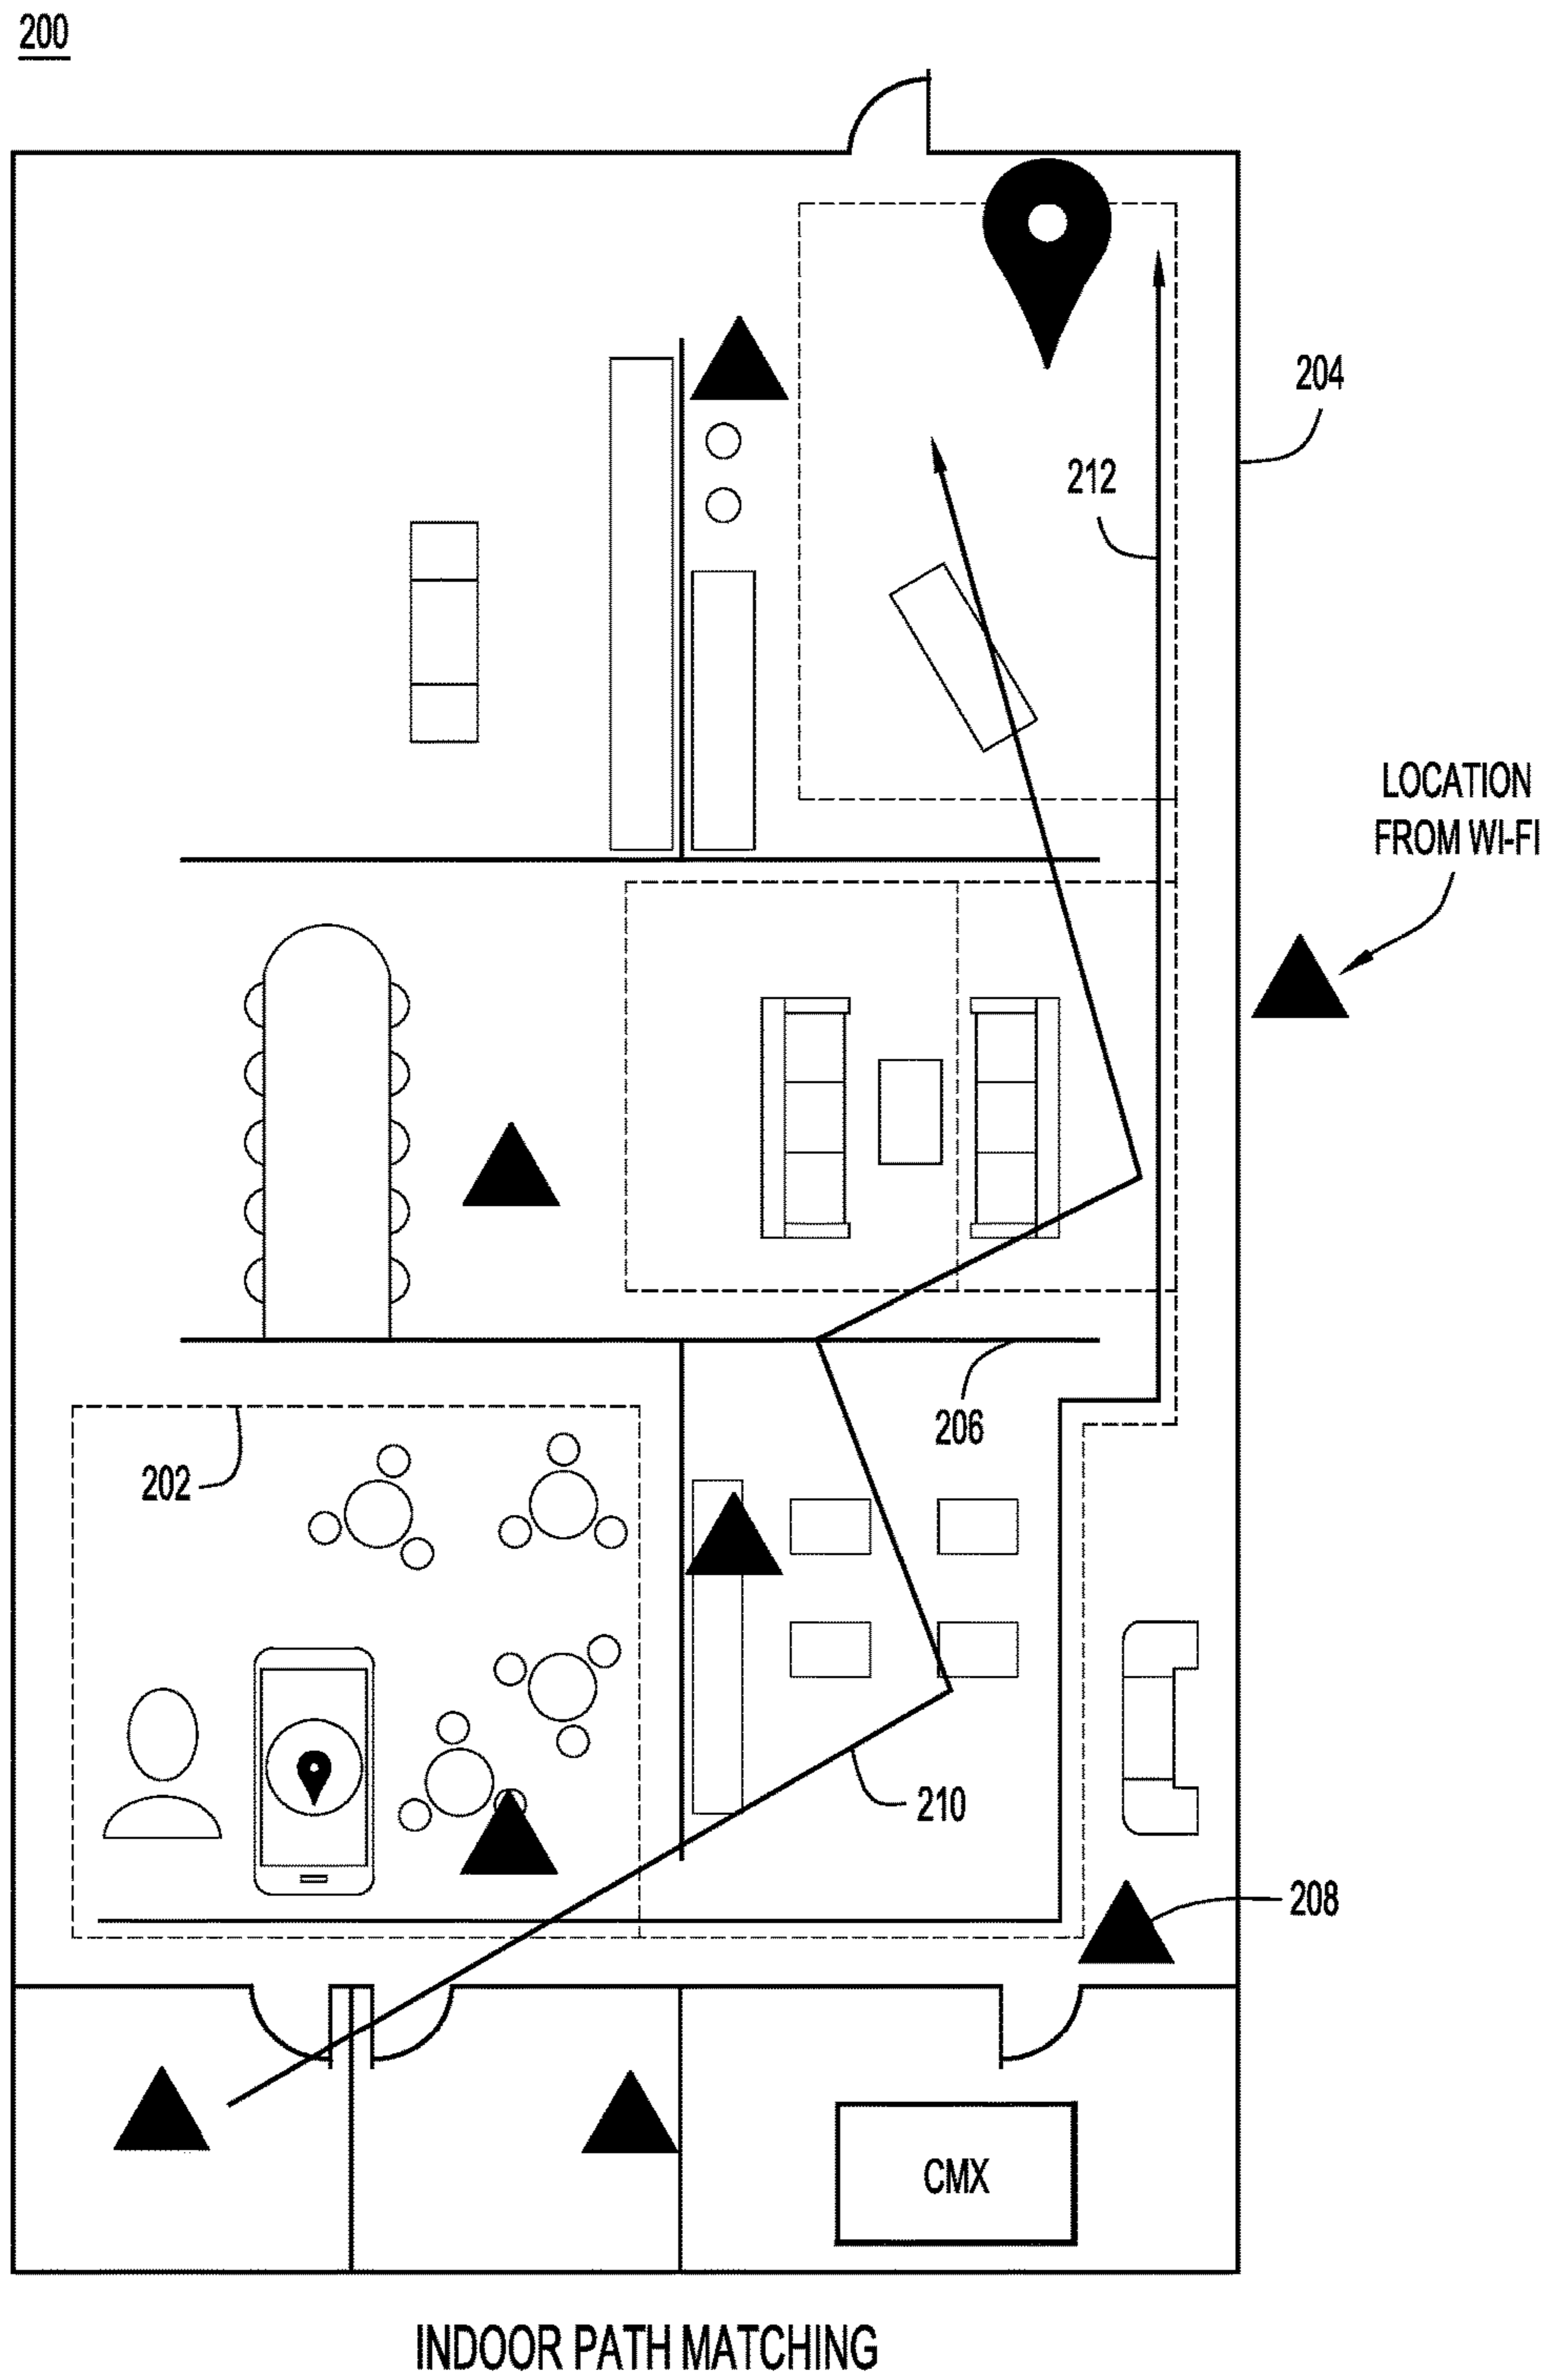 200
204
212
LOCATION
FROM WI-FI
206
202
210
208
CMX
INDOOR PATH MATCHING